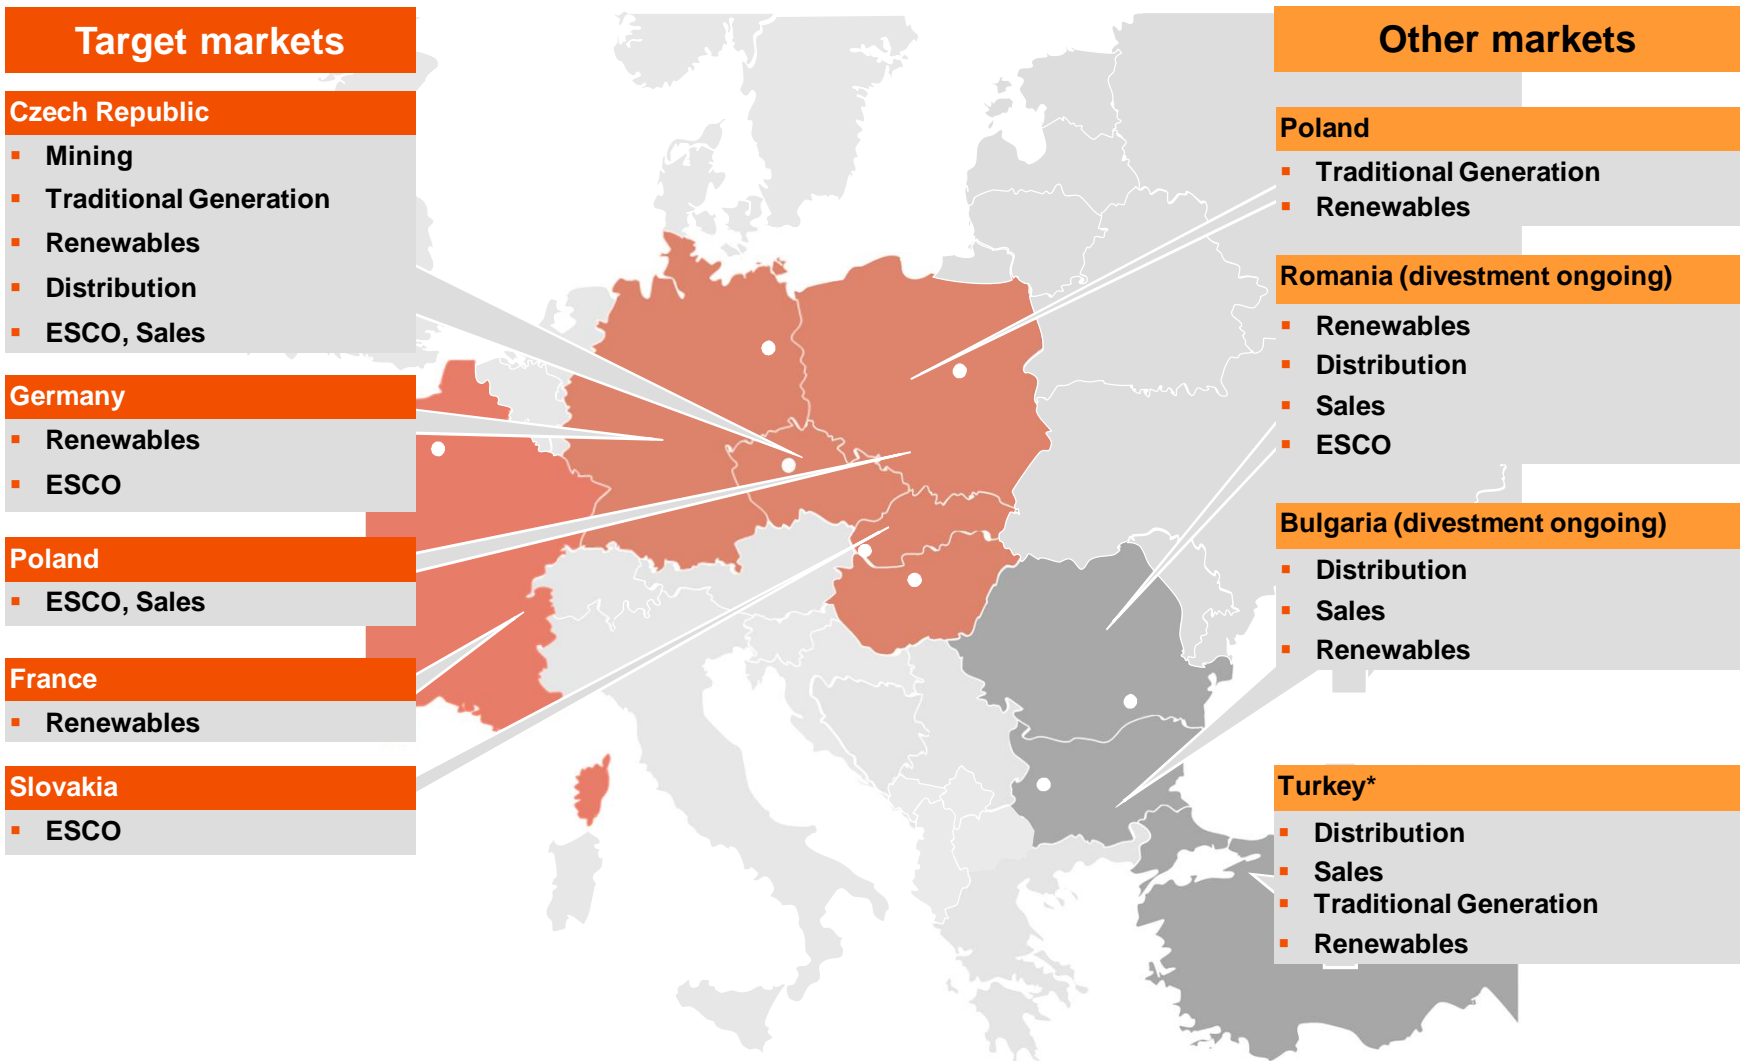 Target markets
Czech Republic
▪ Mining
▪ Traditional Generation
▪ Renewables
▪ Distribution
▪ ESCO, Sales
Germany
▪ Renewables
▪ ESCO
Poland
▪ ESCO, Sales
France
▪ Renewables
Slovakia
▪ ESCO
Other markets
Poland
▪ Traditional Generation
▪ Renewables
Romania (divestment ongoing)
▪ Renewables
▪ Distribution
▪ Sales
▪ ESCO
Bulgaria (divestment ongoing)
▪ Distribution
▪ Sales
▪ Renewables
Turkey*
▪ Distribution
▪ Sales
▪ Traditional Generation
▪ Renewables